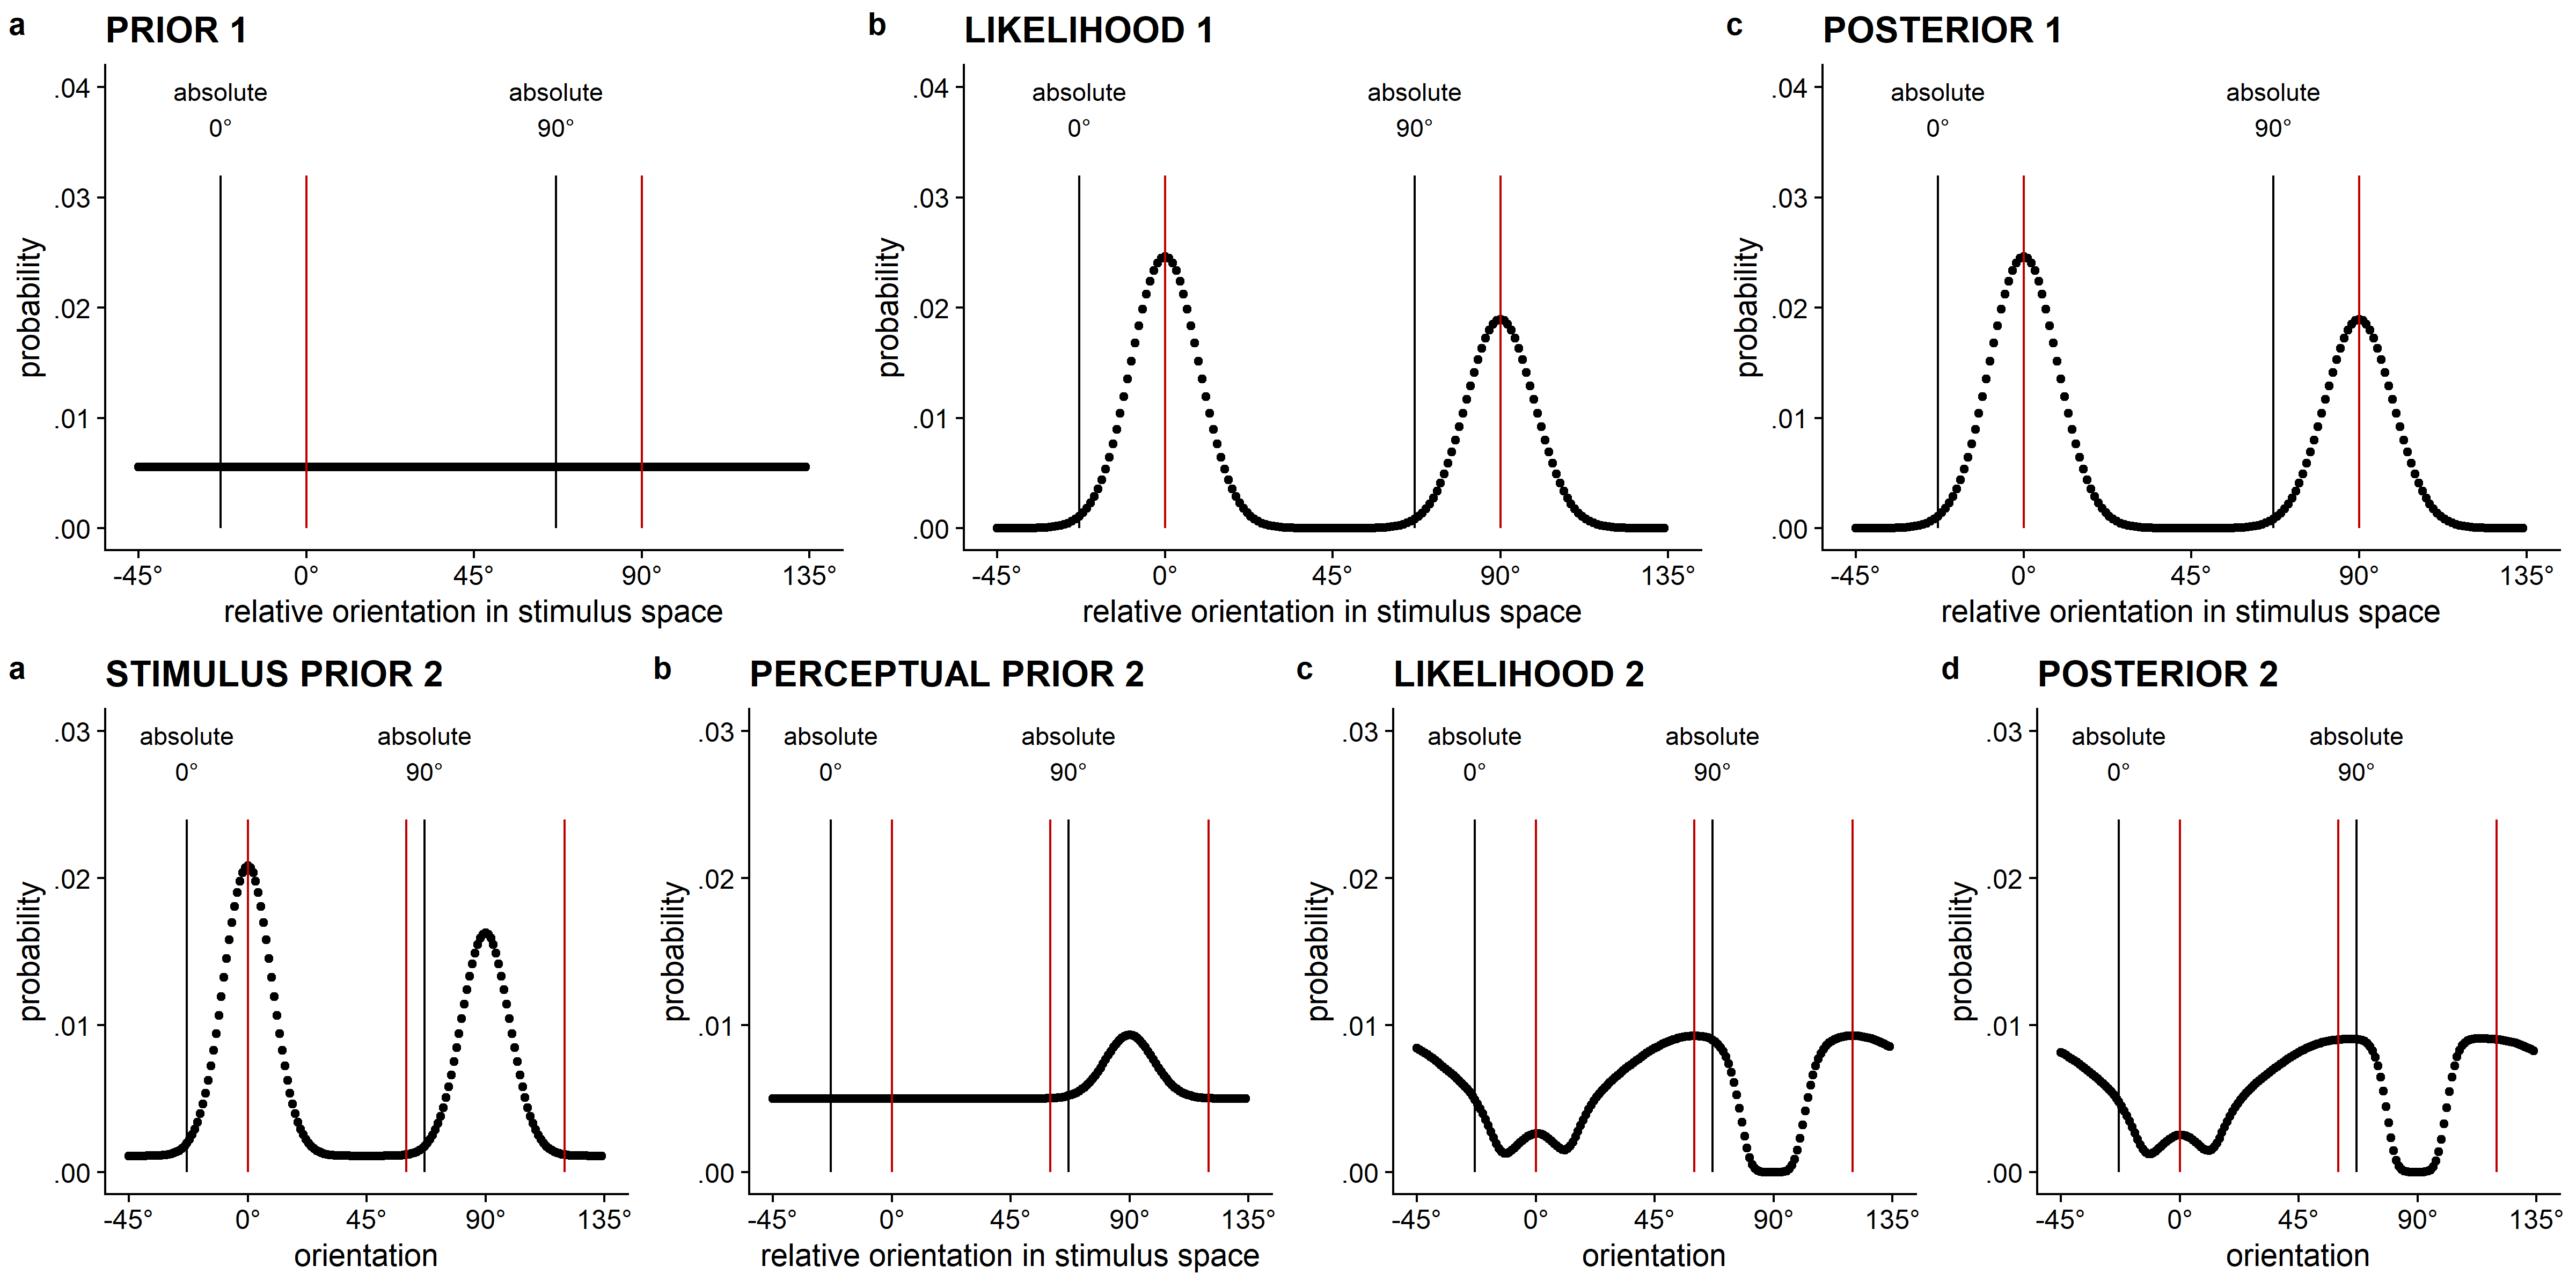 a PRIOR 1
absolute 0°
absolute 90°
.04
.03
.02
.01
.00
probability
-45° 0° 45° 90° 135°
relative orientation in stimulus space
b LIKELIHOOD 1
absolute 0°
absolute 90°
.04
.03
.02
.01
.00
probability
-45° 0° 45° 90° 135°
relative orientation in stimulus space
c POSTERIOR 1
absolute 0°
absolute 90°
.04
.03
.02
.01
.00
probability
-45° 0° 45° 90° 135°
relative orientation in stimulus space
a STIMULUS PRIOR 2
absolute 0°
absolute 90°
.03
.02
.01
.00
probability
-45° 0° 45° 90° 135°
orientation
b PERCEPTUAL PRIOR 2
absolute 0°
absolute 90°
.03
.02
.01
.00
probability
-45° 0° 45° 90° 135°
relative orientation in stimulus space
c LIKELIHOOD 2
absolute 0°
absolute 90°
.03
.02
.01
.00
probability
-45° 0° 45° 90° 135°
orientation
d POSTERIOR 2
absolute 0°
absolute 90°
.03
.02
.01
.00
probability
-45° 0° 45° 90° 135°
orientation